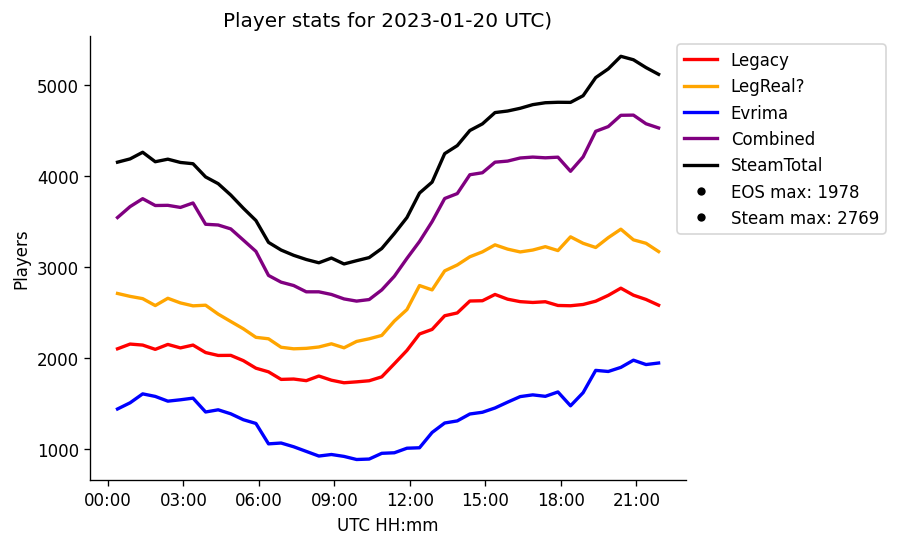 Player stats for 2023-01-20 UTC)
Legacy
LegReal?
Evrima
Combined
SteamTotal
EOS max: 1978
Steam max: 2769
Players
5000
4000
3000
2000
1000
00:00 03:00 06:00 09:00 12:00 15:00 18:00 21:00
UTC HH:mm